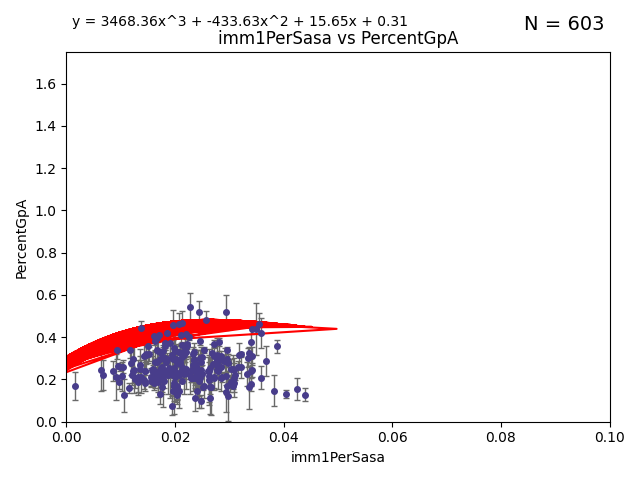 y = 3468.36x^3 + -433.63x^2 + 15.65x + 0.31
N = 603
imm1PerSasa vs PercentGpA
PercentGpA
1.6
1.4
1.2
1.0
0.8
0.6
0.4
0.2
0.0
0.00 0.02 0.04 0.06 0.08 0.10
imm1PerSasa